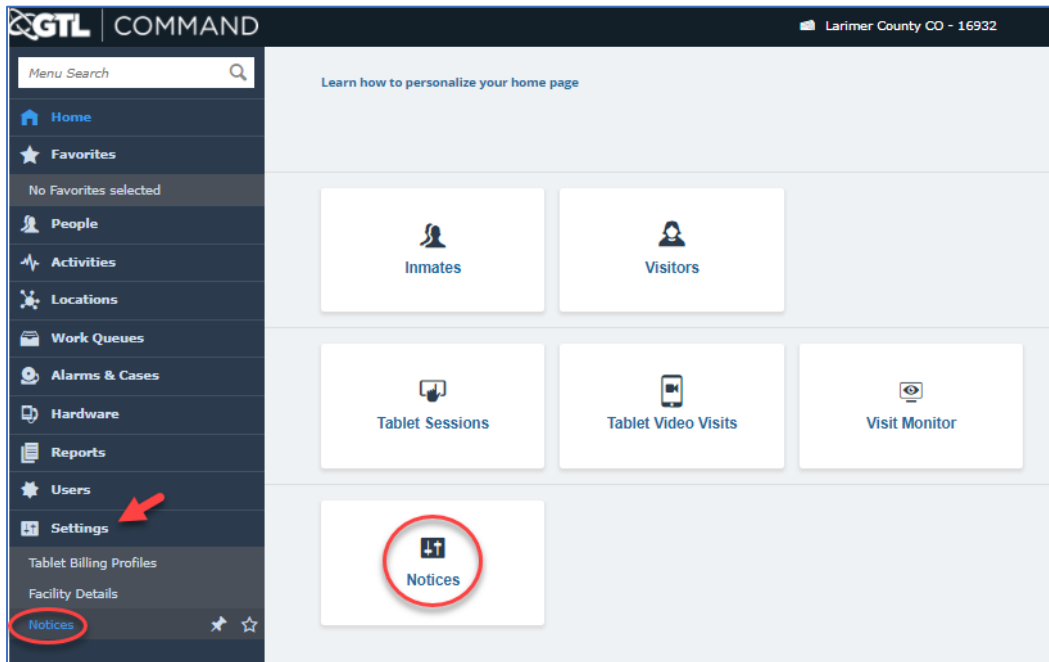 GTL COMMAND
Larimer County CO - 16932
Menu Search
Home
Favorites
No Favorites selected
People
Activities
Locations
Work Queues
Alarms & Cases
Hardware
Reports
Users
Settings
Tablet Billing Profiles
Facility Details
Notices
Learn how to personalize your home page
Inmates
Visitors
Tablet Sessions
Tablet Video Visits
Visit Monitor
Notices